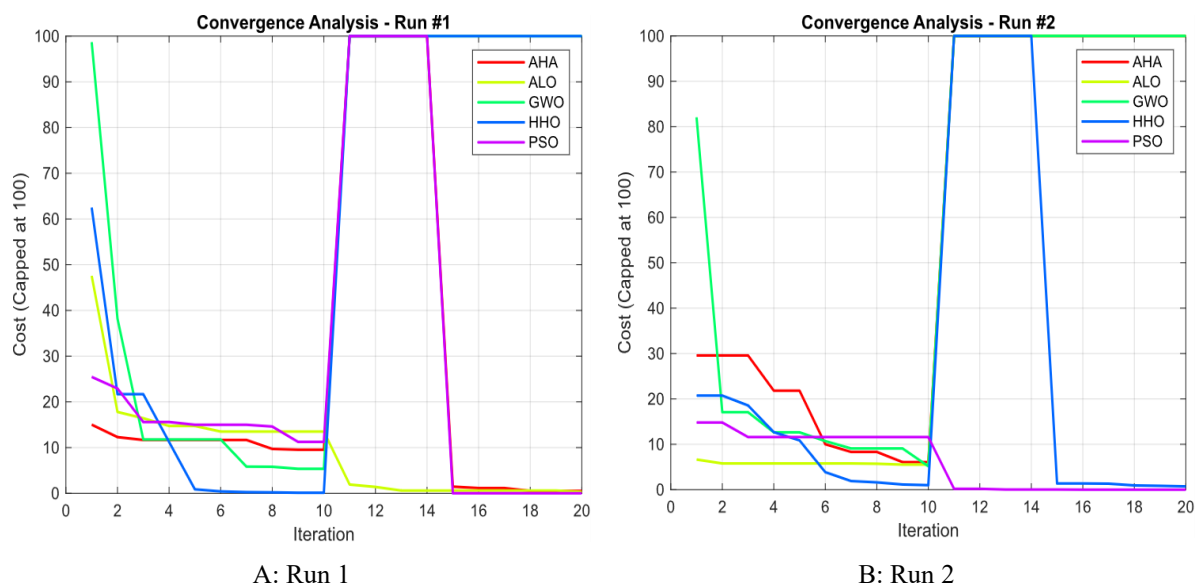 Convergence Analysis - Run #1
100
90
80
70
60
50
40
30
20
10
0
Cost (Capped at 100)
0 2 4 6 8 10 12 14 16 18 20
Iteration
AHA
ALO
GWO
HHO
PSO
A: Run 1
Convergence Analysis - Run #2
100
90
80
70
60
50
40
30
20
10
0
Cost (Capped at 100)
0 2 4 6 8 10 12 14 16 18 20
Iteration
AHA
ALO
GWO
HHO
PSO
B: Run 2